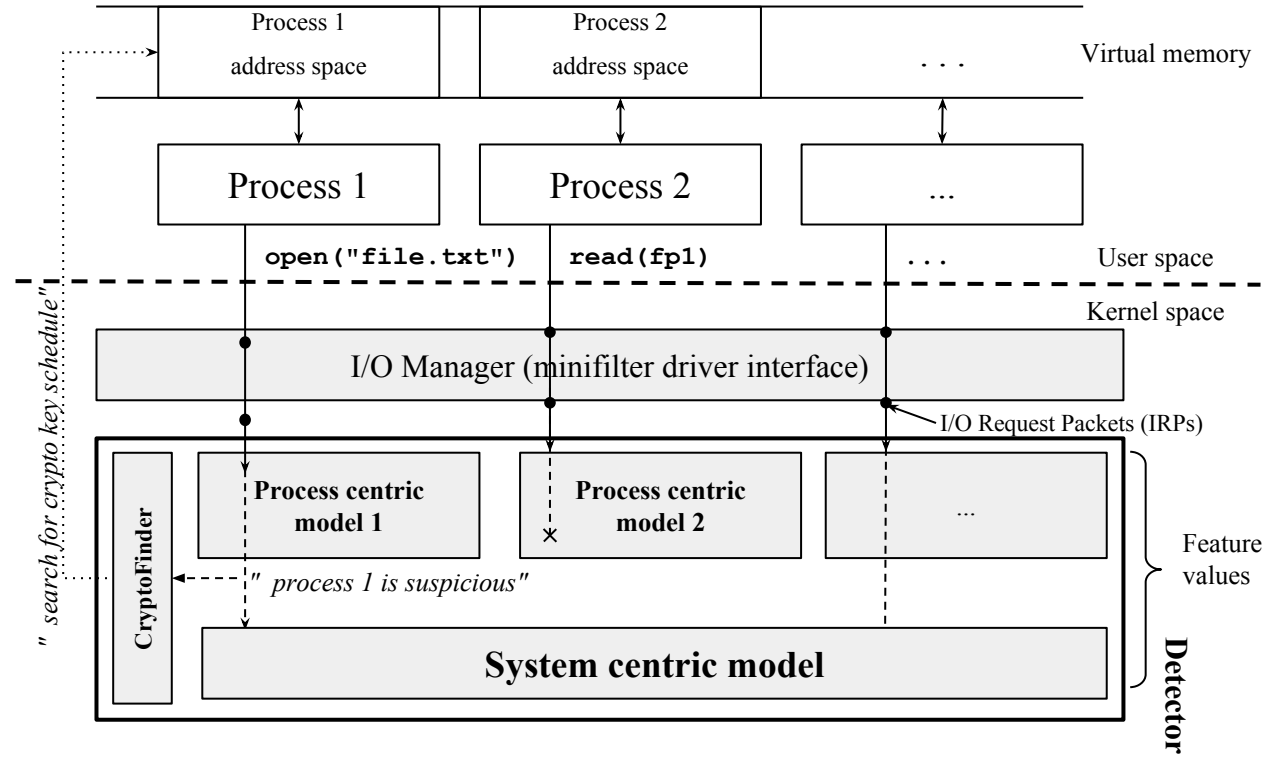 Process 1
address space
Process 2
address space
. . .
Virtual memory
Process 1
Process 2
...
open("file.txt")
read(fp1)
...
User space
Kernel space
I/O Manager (minifilter driver interface)
I/O Request Packets (IRPs)
" search for crypto key schedule"
CryptoFinder
Process centric
model 1
Process centric
model 2
...
" process 1 is suspicious"
System centric model
Feature
values
Detector